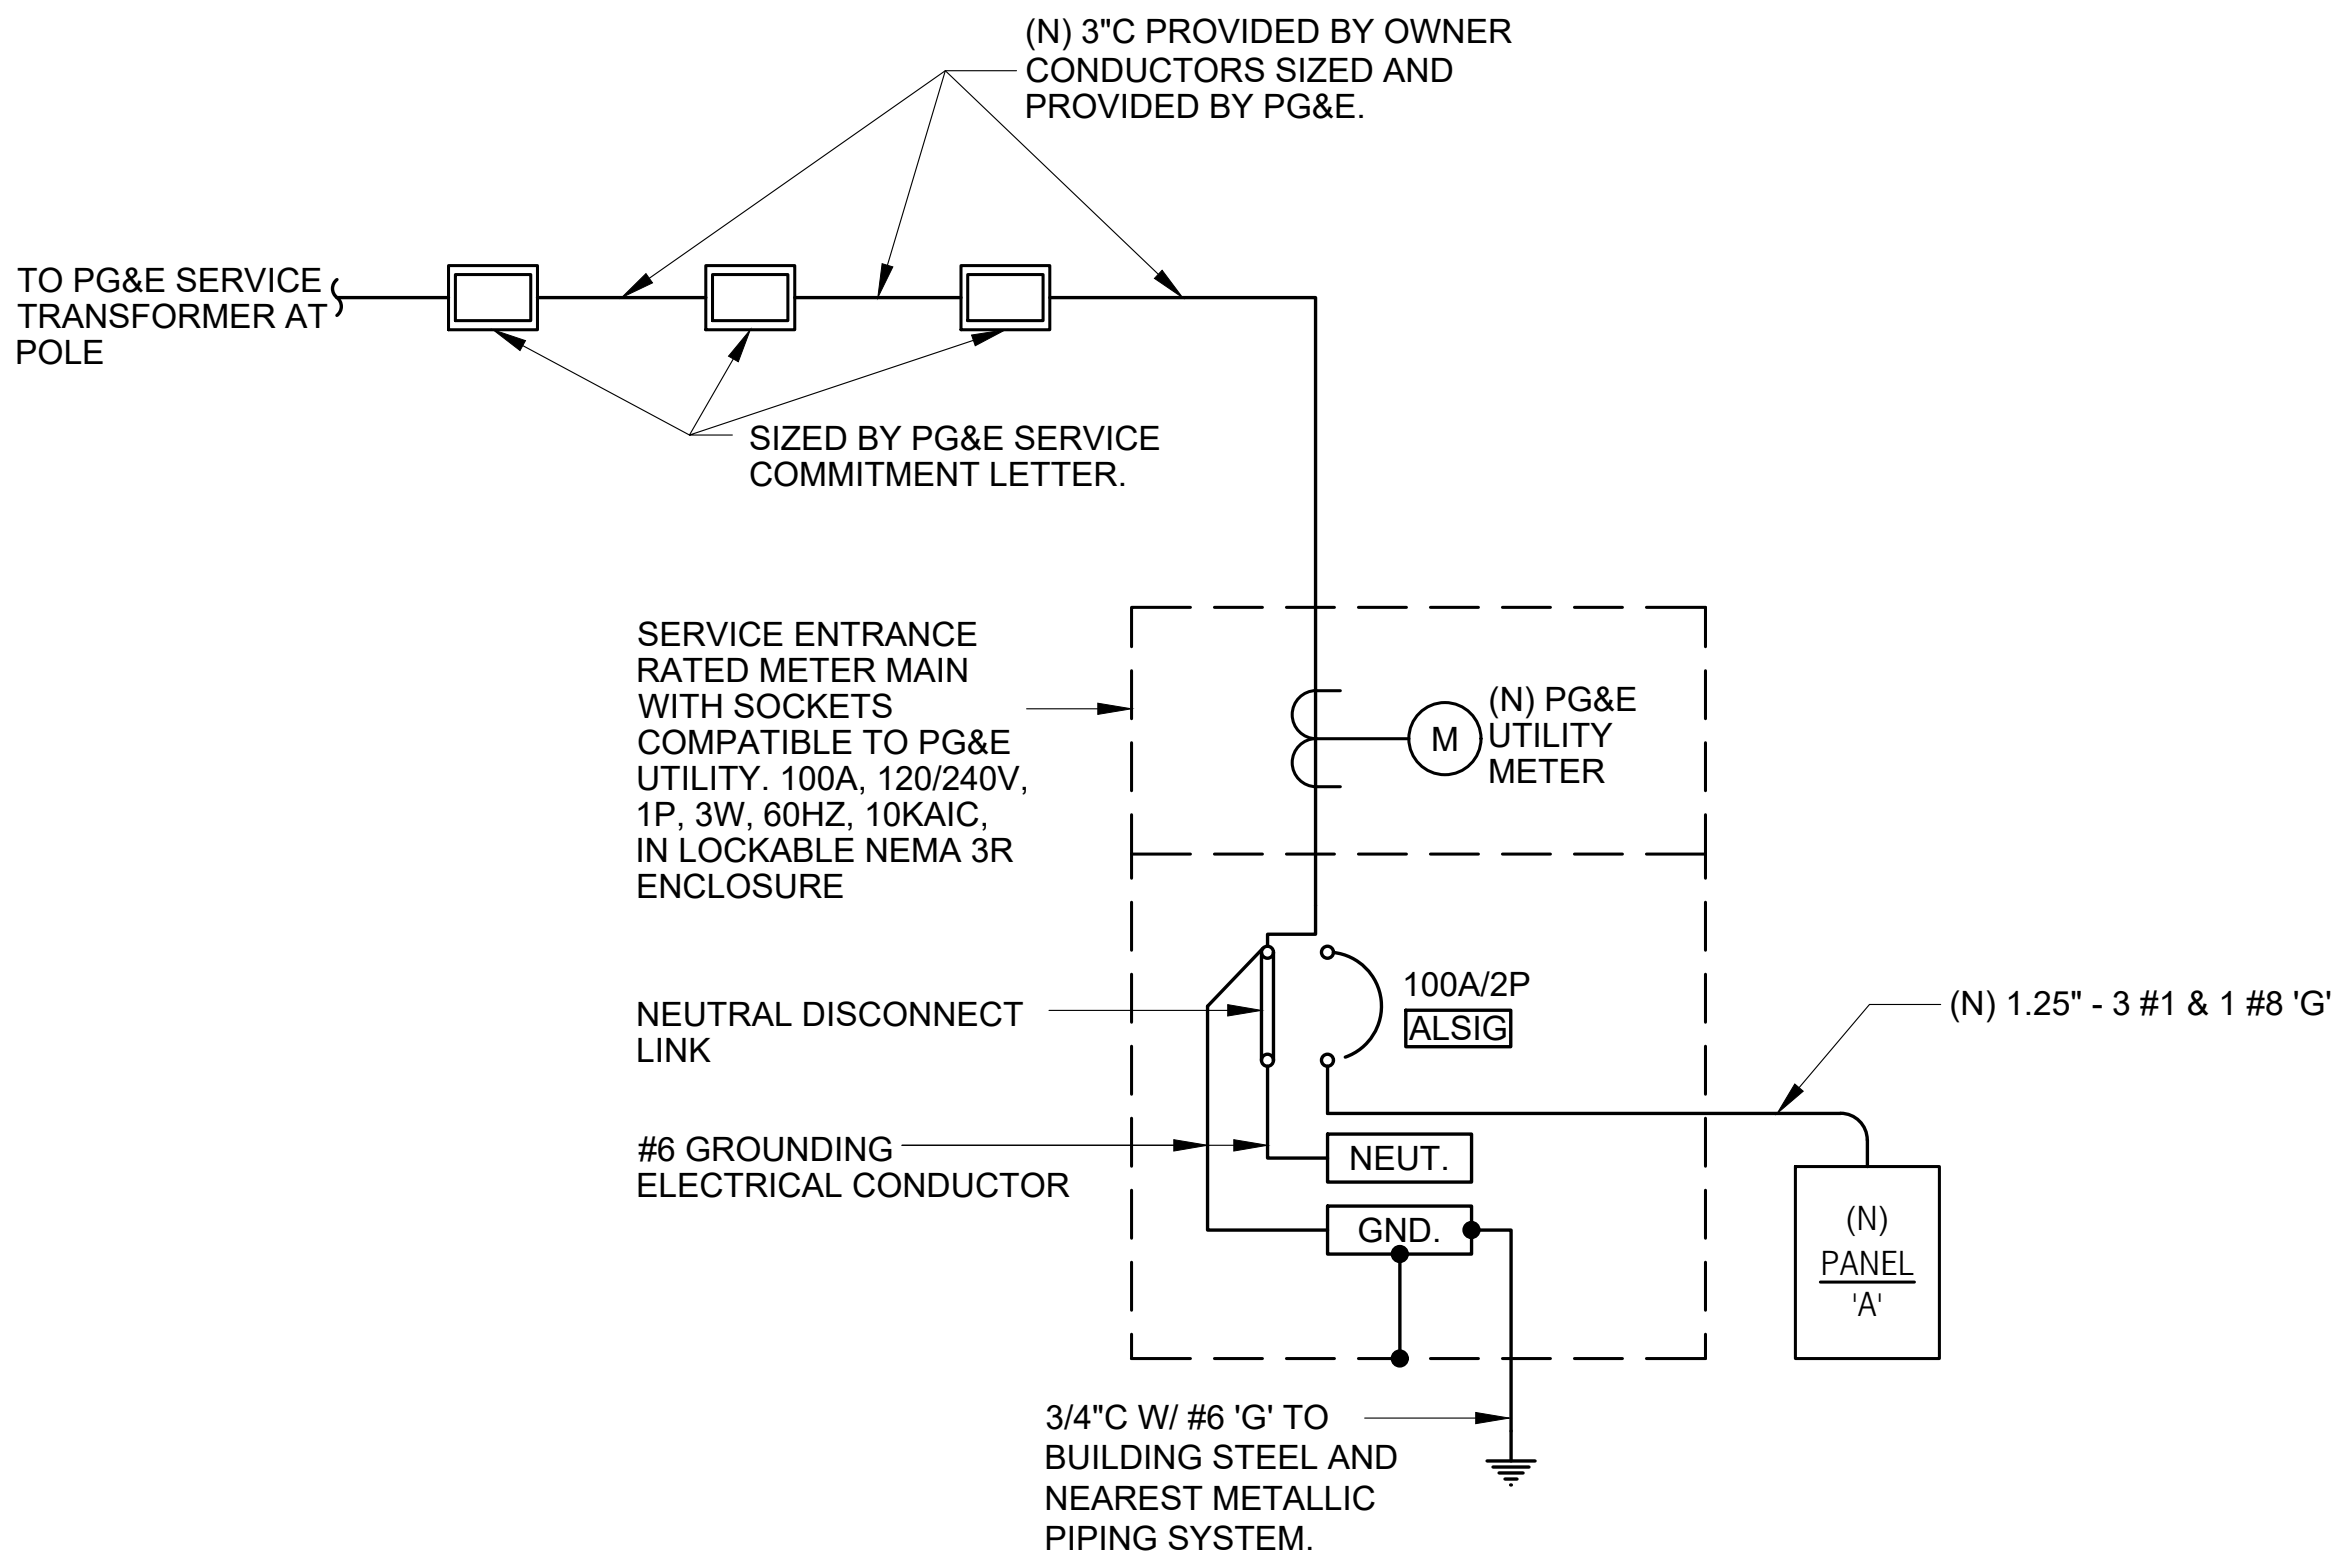 (N) 3"C PROVIDED BY OWNER
CONDUCTORS SIZED AND
PROVIDED BY PG&E.
TO PG&E SERVICE
TRANSFORMER AT
POLE
SIZED BY PG&E SERVICE
COMMITMENT LETTER.
SERVICE ENTRANCE
RATED METER MAIN
WITH SOCKETS
COMPATIBLE TO PG&E
UTILITY. 100A, 120/240V,
1P, 3W, 60HZ, 10KAIC,
IN LOCKABLE NEMA 3R
ENCLOSURE
M
(N) PG&E
UTILITY
METER
NEUTRAL DISCONNECT
LINK
100A/2P
ALSIG
(N) 1.25" - 3 #1 & 1 #8 'G'
#6 GROUNDING
ELECTRICAL CONDUCTOR
NEUT.
GND.
(N)
PANEL
'A'
3/4"C W/ #6 'G' TO
BUILDING STEEL AND
NEAREST METALLIC
PIPING SYSTEM.